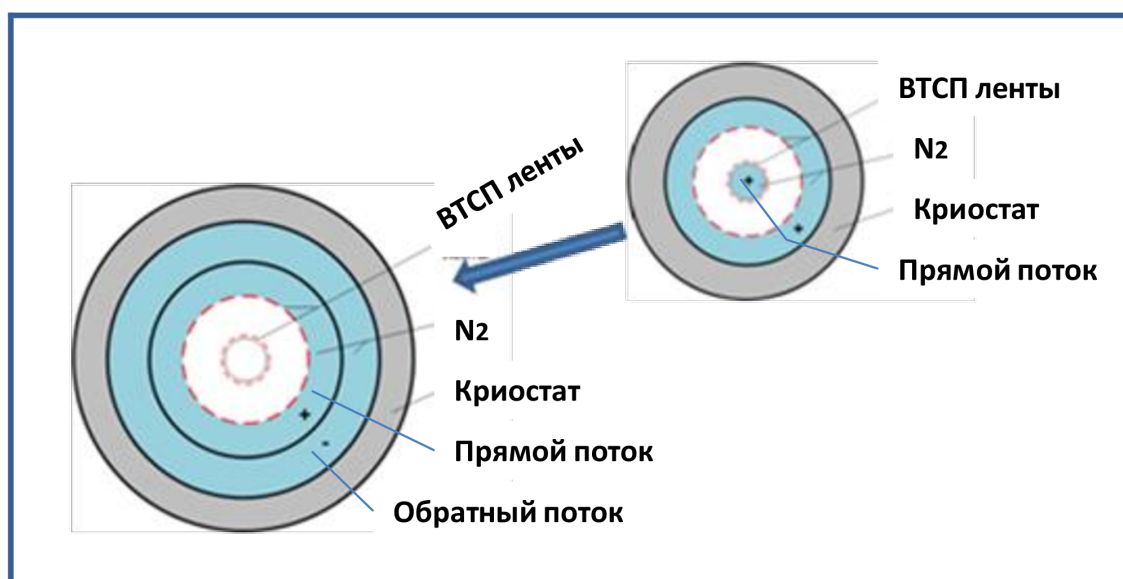 ВТСП ленты
N2
Криостат
Прямой поток
ВТСП ленты
N2
Криостат
Прямой поток
Обратный поток